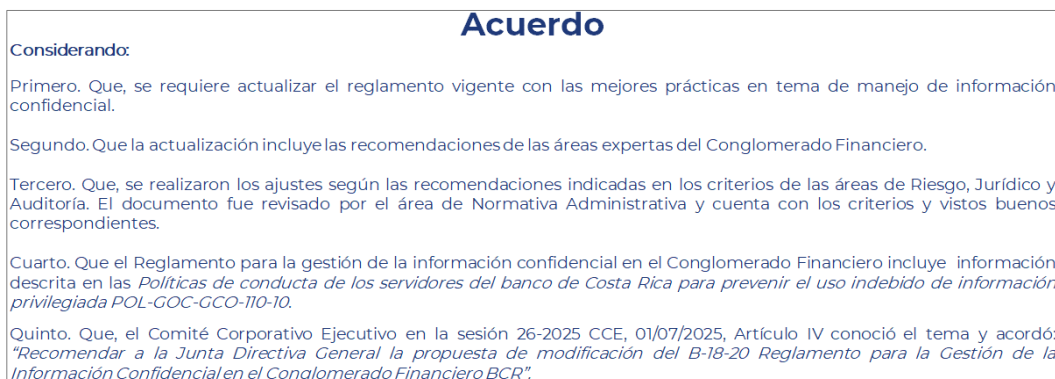 Acuerdo
Considerando:
Primero. Que, se requiere actualizar el reglamento vigente con las mejores prácticas en tema de manejo de información
confidencial.
Segundo. Que la actualización incluye las recomendaciones de las áreas expertas del Conglomerado Financiero.
Tercero. Que, se realizaron los ajustes según las recomendaciones indicadas en los criterios de las áreas de Riesgo, Jurídico y
Auditoría. El documento fue revisado por el área de Normativa Administrativa y cuenta con los criterios y vistos buenos
correspondientes.
Cuarto. Que el Reglamento para la gestión de la información confidencial en el Conglomerado Financiero incluye información
descrita en las Políticas de conducta de los servidores del banco de Costa Rica para prevenir el uso indebido de información
privilegiada POL-GOC-GCO-110-10.
Quinto. Que, el Comité Corporativo Ejecutivo en la sesión 26-2025 CCE, 01/07/2025, Artículo IV conoció el tema y acordó:
“Recomendar a la Junta Directiva General la propuesta de modificación del B-18-20 Reglamento para la Gestión de la
Información Confidencial en el Conglomerado Financiero BCR”.